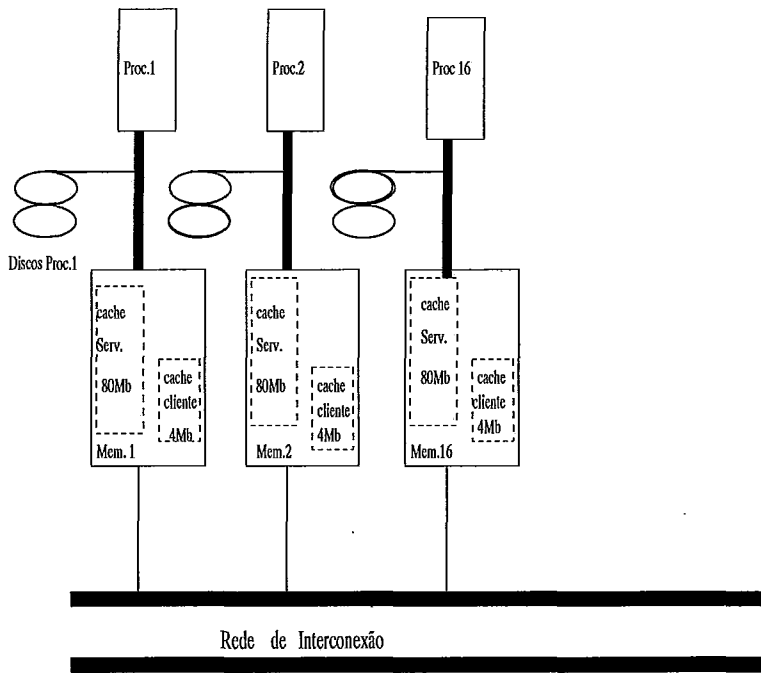 Proc.1
Proc.2
Proc 16
Discos Proc.1
cache
Serv.
80Mb
cache
cliente
4Mb
Mem. 1
cache
Serv.
80Mb
cache
cliente
4Mb
Mem.2
cache
Serv.
80Mb
cache
cliente
4Mb
Mem.16
Rede de Interconexão